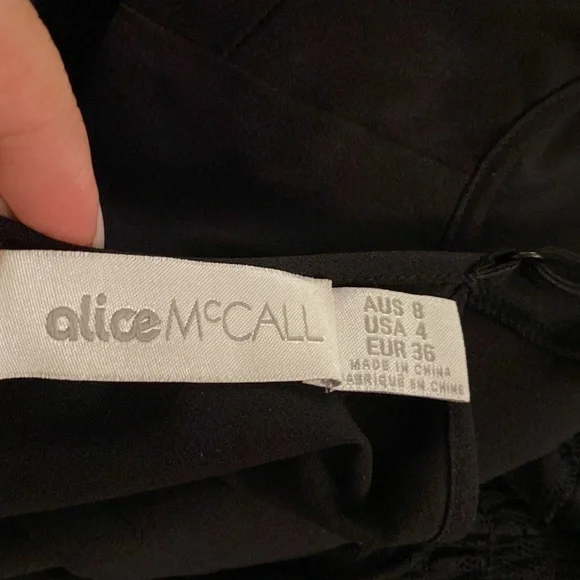 alice McCALL
AUS 8
USA 4
EUR 36
MADE IN CHINA
FABRIQUE EN CHINE